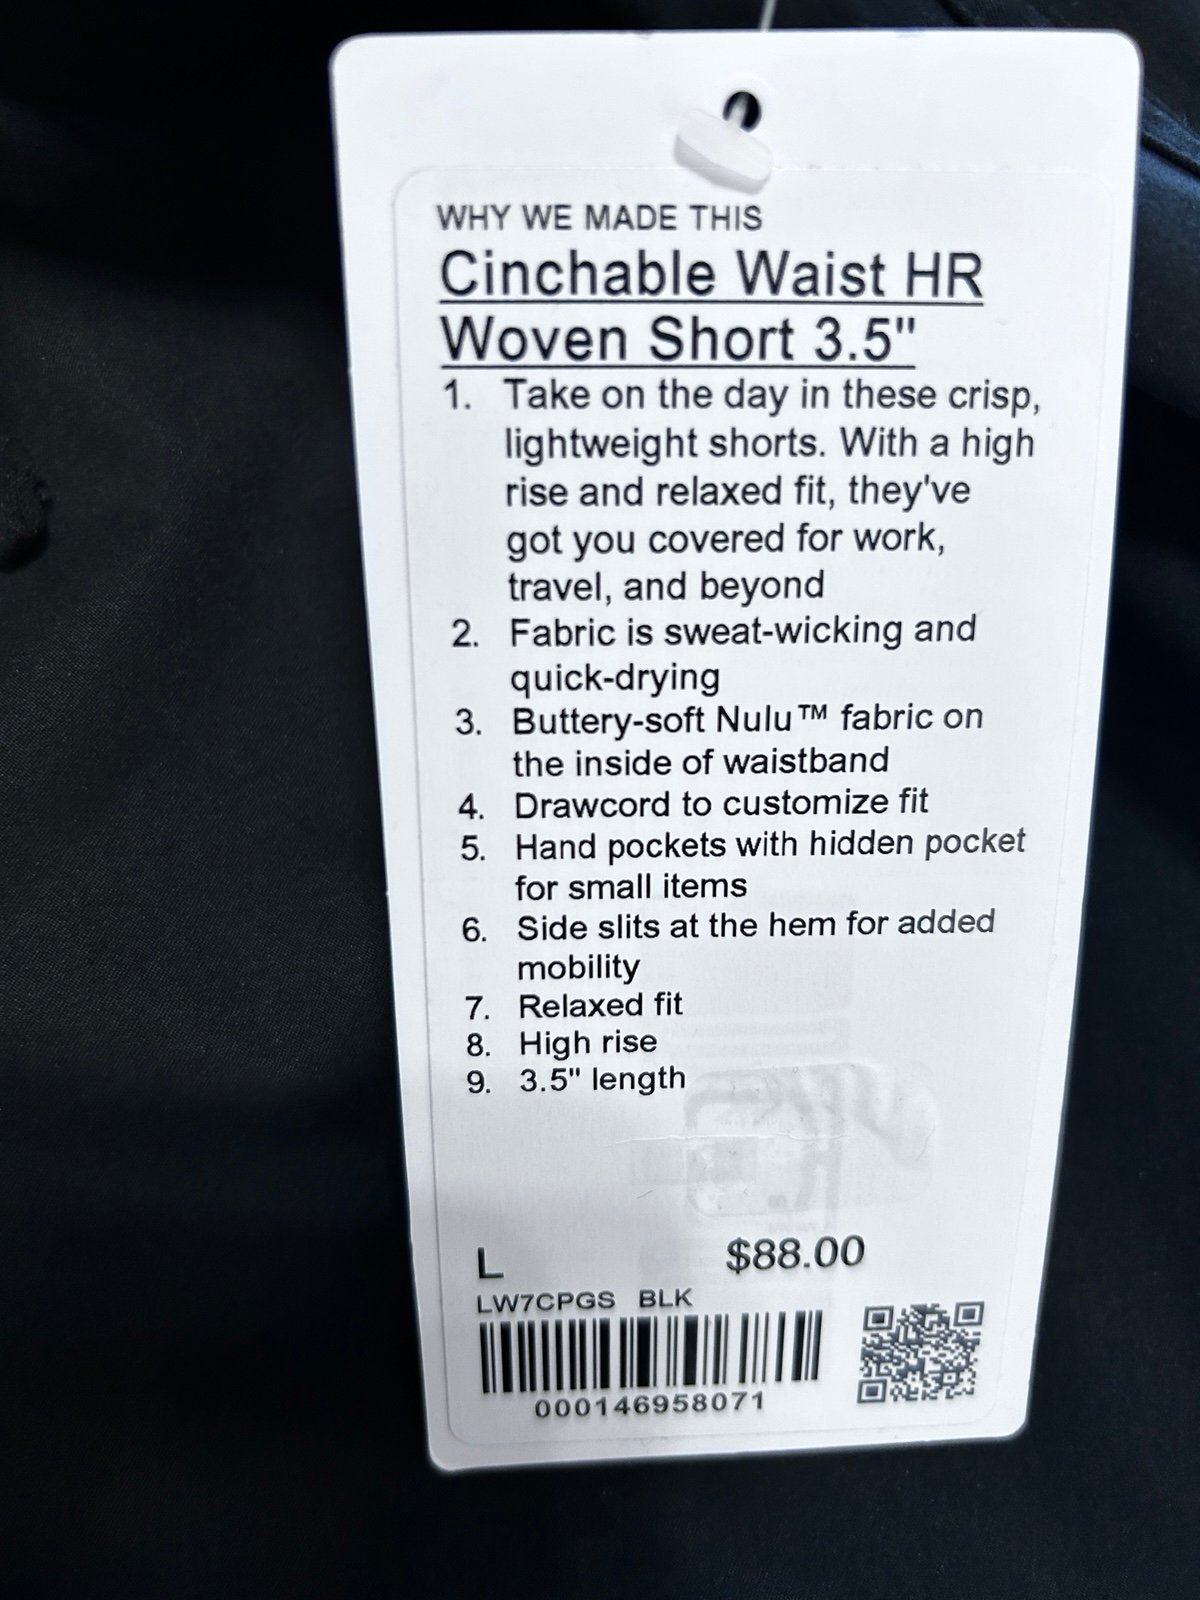 WHY WE MADE THIS
Cinchable Waist HR
Woven Short 3.5"
1. Take on the day in these crisp,
lightweight shorts. With a high
rise and relaxed fit, they've
got you covered for work,
travel, and beyond
2. Fabric is sweat-wicking and
quick-drying
3. Buttery-soft Nulu™ fabric on
the inside of waistband
4. Drawcord to customize fit
5. Hand pockets with hidden pocket
for small items
6. Side slits at the hem for added
mobility
7. Relaxed fit
8. High rise
9. 3.5" length
L $88.00
LW7CPGS BLK
000146958071